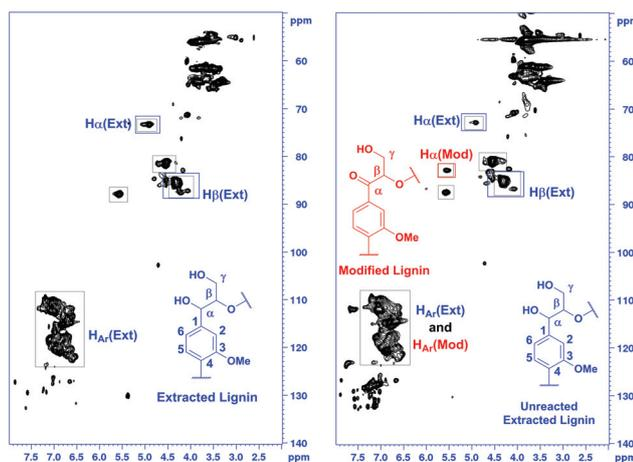 ppm
60
70
80
90
100
110
120
130
140
7.5 7.0 6.5 6.0 5.5 5.0 4.5 4.0 3.5 3.0 2.5
ppm
Hα(Ext)
Hβ(Ext)
HAr(Ext)
HO
γ
β
HO
O
α
1
6
2
5
3
4
OMe
Extracted Lignin
ppm
60
70
80
90
100
110
120
130
140
7.5 7.0 6.5 6.0 5.5 5.0 4.5 4.0 3.5 3.0 2.5
ppm
Hα(Ext)
Hα(Mod)
Hβ(Ext)
HO
γ
β
O
O
α
OMe
Modified Lignin
HAr(Ext)
and
HAr(Mod)
HO
γ
β
HO
O
α
1
6
2
5
3
4
OMe
Unreacted
Extracted Lignin